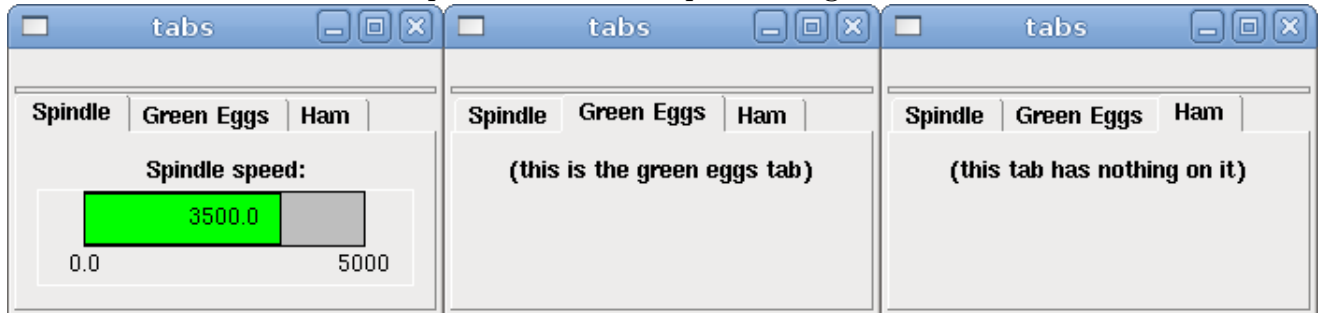 tabs
Spindle Green Eggs Ham
Spindle speed:
3500.0
0.0 5000
tabs
Spindle Green Eggs Ham
(this is the green eggs tab)
tabs
Spindle Green Eggs Ham
(this tab has nothing on it)